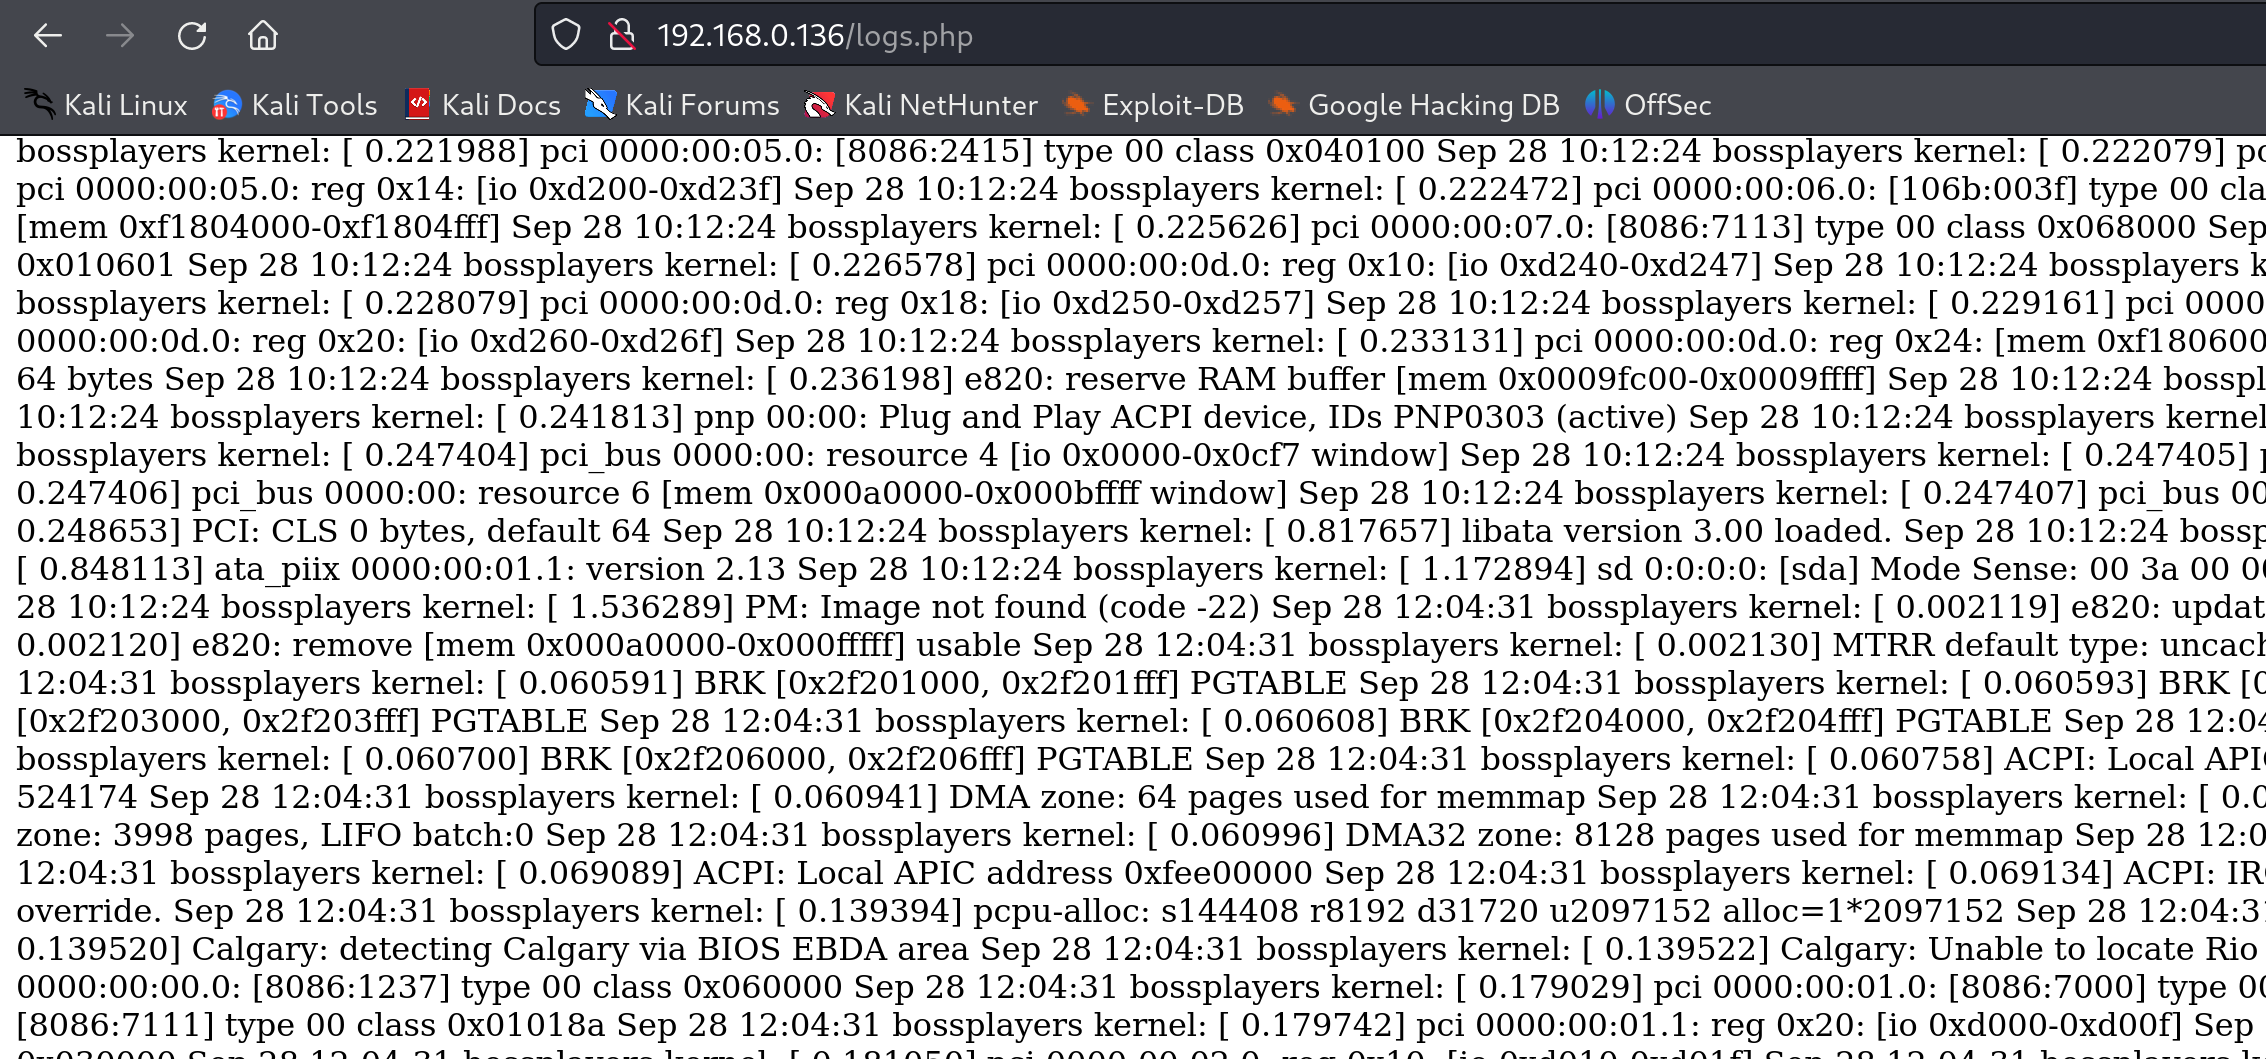 192.168.0.136/logs.php
Kali Linux Kali Tools Kali Docs Kali Forums Kali NetHunter Exploit-DB Google Hacking DB OffSec
bossplayers kernel: [ 0.221988] pci 0000:00:05.0: [8086:2415] type 00 class 0x040100 Sep 28 10:12:24 bossplayers kernel: [ 0.222079]
pci 0000:00:05.0: reg 0x14: [io 0xd200-0xd23f] Sep 28 10:12:24 bossplayers kernel: [ 0.222472] pci 0000:00:06.0: [106b:003f] type 00
[mem 0xf1804000-0xf1804fff] Sep 28 10:12:24 bossplayers kernel: [ 0.225626] pci 0000:00:07.0: [8086:7113] type 00 class 0x068000 Sep
0x010601 Sep 28 10:12:24 bossplayers kernel: [ 0.226578] pci 0000:00:0d.0: reg 0x10: [io 0xd240-0xd247] Sep 28 10:12:24 bossplayers
bossplayers kernel: [ 0.228079] pci 0000:00:0d.0: reg 0x18: [io 0xd250-0xd257] Sep 28 10:12:24 bossplayers kernel: [ 0.229161] pci 0000
0000:00:0d.0: reg 0x20: [io 0xd260-0xd26f] Sep 28 10:12:24 bossplayers kernel: [ 0.233131] pci 0000:00:0d.0: reg 0x24: [mem 0xf180600
64 bytes Sep 28 10:12:24 bossplayers kernel: [ 0.236198] e820: reserve RAM buffer [mem 0x0009fc00-0x0009ffff] Sep 28 10:12:24
10:12:24 bossplayers kernel: [ 0.241813] pnp 00:00: Plug and Play ACPI device, IDs PNP0303 (active) Sep 28 10:12:24 bossplayers kernel
bossplayers kernel: [ 0.247404] pci_bus 0000:00: resource 4 [io 0x0000-0x0cf7 window] Sep 28 10:12:24 bossplayers kernel: [ 0.247405]
0.247406] pci_bus 0000:00: resource 6 [mem 0x000a0000-0x000bffff window] Sep 28 10:12:24 bossplayers kernel: [ 0.247407] pci_bus 00
0.248653] PCI: CLS 0 bytes, default 64 Sep 28 10:12:24 bossplayers kernel: [ 0.817657] libata version 3.00 loaded. Sep 28 10:12:24
[ 0.848113] ata_piix 0000:00:01.1: version 2.13 Sep 28 10:12:24 bossplayers kernel: [ 1.172894] sd 0:0:0:0: [sda] Mode Sense: 00 3a 00
28 10:12:24 bossplayers kernel: [ 1.536289] PM: Image not found (code -22) Sep 28 12:04:31 bossplayers kernel: [ 0.002119] e820:
0.002120] e820: remove [mem 0x000a0000-0x000fffff] usable Sep 28 12:04:31 bossplayers kernel: [ 0.002130] MTRR default type:
12:04:31 bossplayers kernel: [ 0.060591] BRK [0x2f201000, 0x2f201fff] PGTABLE Sep 28 12:04:31 bossplayers kernel: [ 0.060593] BRK
[0x2f203000, 0x2f203fff] PGTABLE Sep 28 12:04:31 bossplayers kernel: [ 0.060608] BRK [0x2f204000, 0x2f204fff] PGTABLE Sep 28
bossplayers kernel: [ 0.060700] BRK [0x2f206000, 0x2f206fff] PGTABLE Sep 28 12:04:31 bossplayers kernel: [ 0.060758] ACPI: Local
524174 Sep 28 12:04:31 bossplayers kernel: [ 0.060941] DMA zone: 64 pages used for memmap Sep 28 12:04:31 bossplayers kernel: [
zone: 3998 pages, LIFO batch:0 Sep 28 12:04:31 bossplayers kernel: [ 0.060996] DMA32 zone: 8128 pages used for memmap Sep 28
12:04:31 bossplayers kernel: [ 0.069089] ACPI: Local APIC address 0xfee00000 Sep 28 12:04:31 bossplayers kernel: [ 0.069134] ACPI:
override. Sep 28 12:04:31 bossplayers kernel: [ 0.139394] pcpu-alloc: s144408 r8192 d31720 u2097152 alloc=1*2097152 Sep 28
0.139520] Calgary: detecting Calgary via BIOS EBDA area Sep 28 12:04:31 bossplayers kernel: [ 0.139522] Calgary: Unable to locate Rio
0000:00:00.0: [8086:1237] type 00 class 0x060000 Sep 28 12:04:31 bossplayers kernel: [ 0.179029] pci 0000:00:01.0: [8086:7000] type
[8086:7111] type 00 class 0x01018a Sep 28 12:04:31 bossplayers kernel: [ 0.179742] pci 0000:00:01.1: reg 0x20: [io 0xd000-0xd00f] Sep